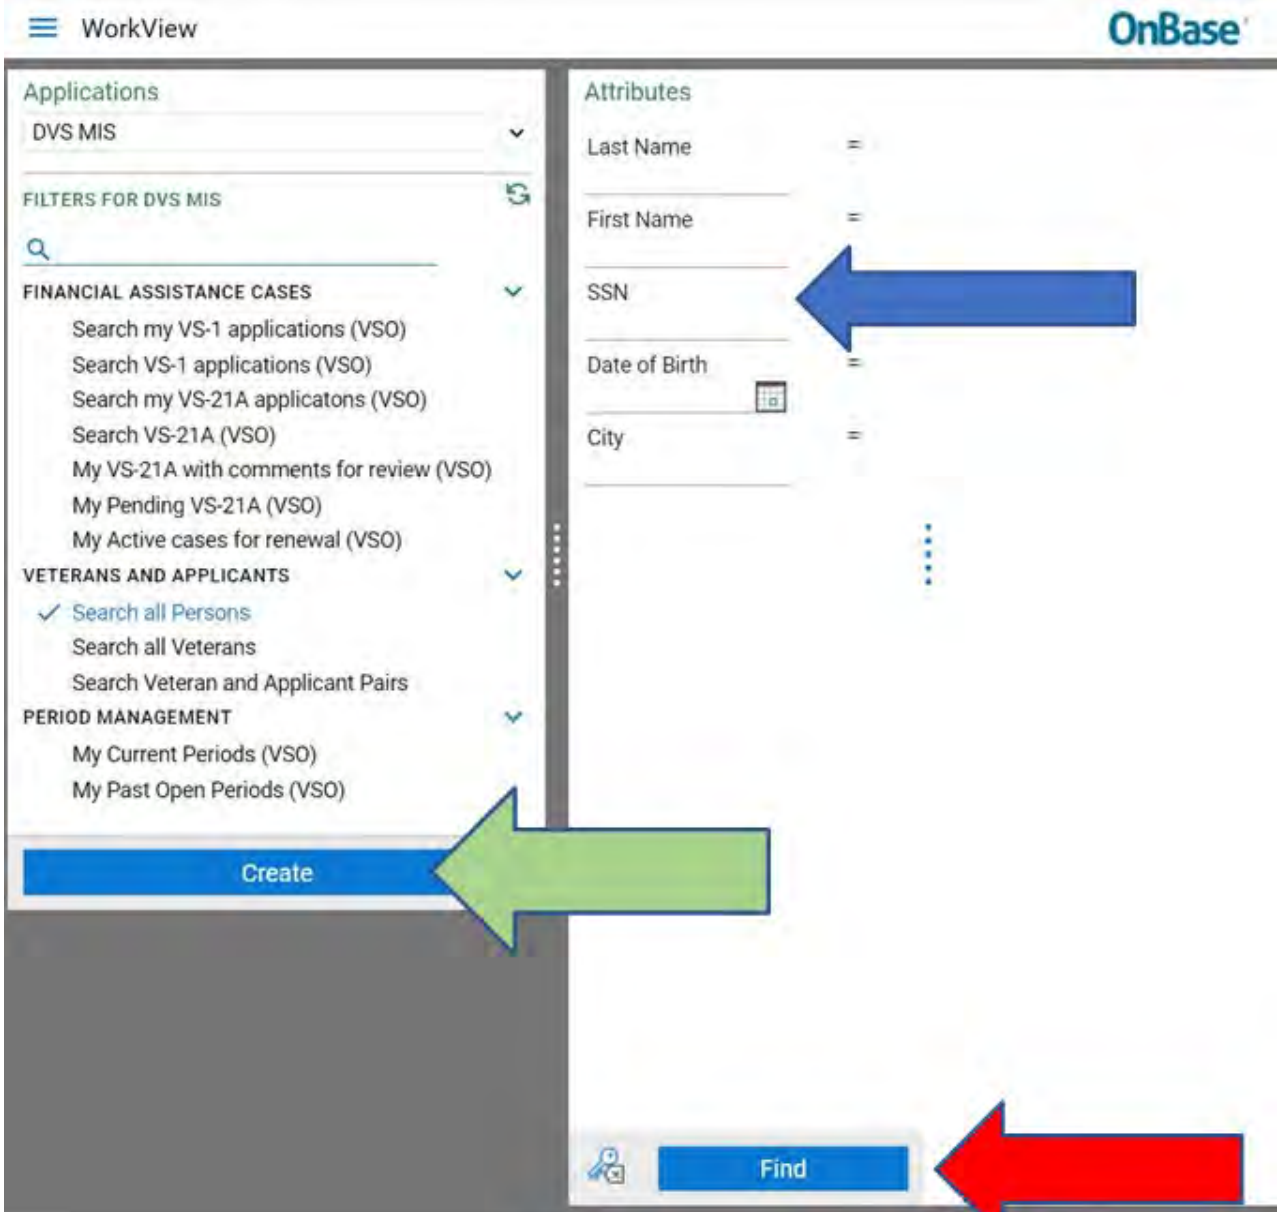 WorkView
OnBase
Applications
DVS MIS
FILTERS FOR DVS MIS
FINANCIAL ASSISTANCE CASES
Search my VS-1 applications (VSO)
Search VS-1 applications (VSO)
Search my VS-21A applicatons (VSO)
Search VS-21A (VSO)
My VS-21A with comments for review (VSO)
My Pending VS-21A (VSO)
My Active cases for renewal (VSO)
VETERANS AND APPLICANTS
Search all Persons
Search all Veterans
Search Veteran and Applicant Pairs
PERIOD MANAGEMENT
My Current Periods (VSO)
My Past Open Periods (VSO)
Create
Attributes
Last Name =
First Name =
SSN
Date of Birth =
City =
Find